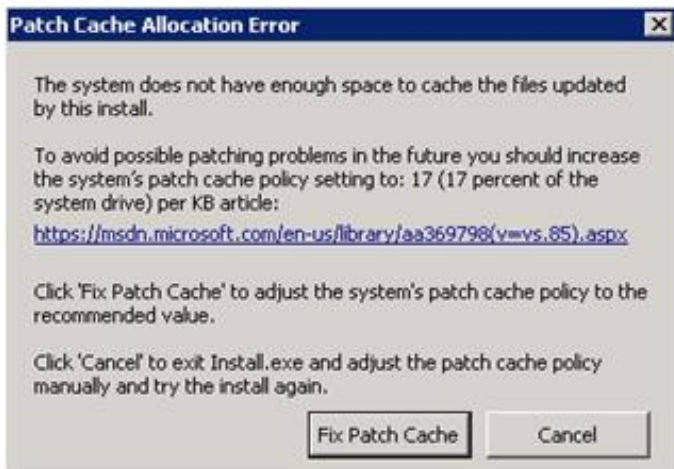 Patch Cache Allocation Error
The system does not have enough space to cache the files updated
by this install.
To avoid possible patching problems in the future you should increase
the system's patch cache policy setting to: 17 (17 percent of the
system drive) per KB article:
https://msdn.microsoft.com/en-us/library/aa369798(v=vs.85).aspx
Click 'Fix Patch Cache' to adjust the system's patch cache policy to the
recommended value.
Click 'Cancel' to exit Install.exe and adjust the patch cache policy
manually and try the install again.
Fix Patch Cache Cancel